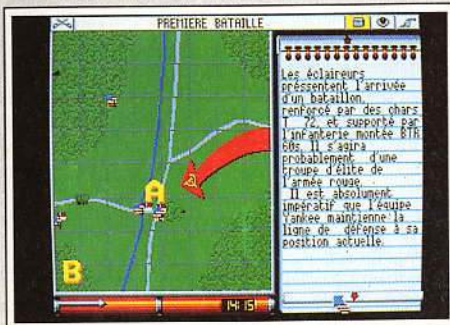 PREMIERE BATAILLE
Les éclaireurs
préssentent l'arrivée
d'un bataillon,
renforcé par des chars
T 72, et supporté par
l'infanterie montée BTR
60s. Il s'agira
probablement d'une
troupe d'élite de
l'armée rouge.
Il est absolument
impératif que l'équipe
Yankee maintienne la
ligne de défense à sa
position actuelle.
A
B
14:15